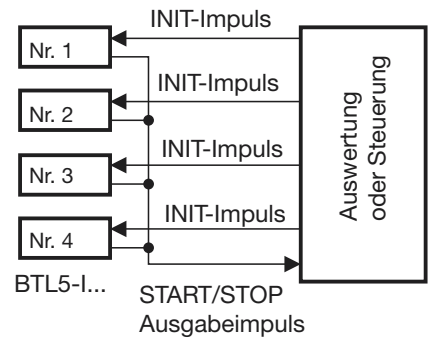 INIT-Impuls
Nr. 1
INIT-Impuls
Nr. 2
INIT-Impuls
Nr. 3
INIT-Impuls
Nr. 4
Auswertung
oder Steuerung
BTL5-I...
START/STOP
Ausgabeimpuls